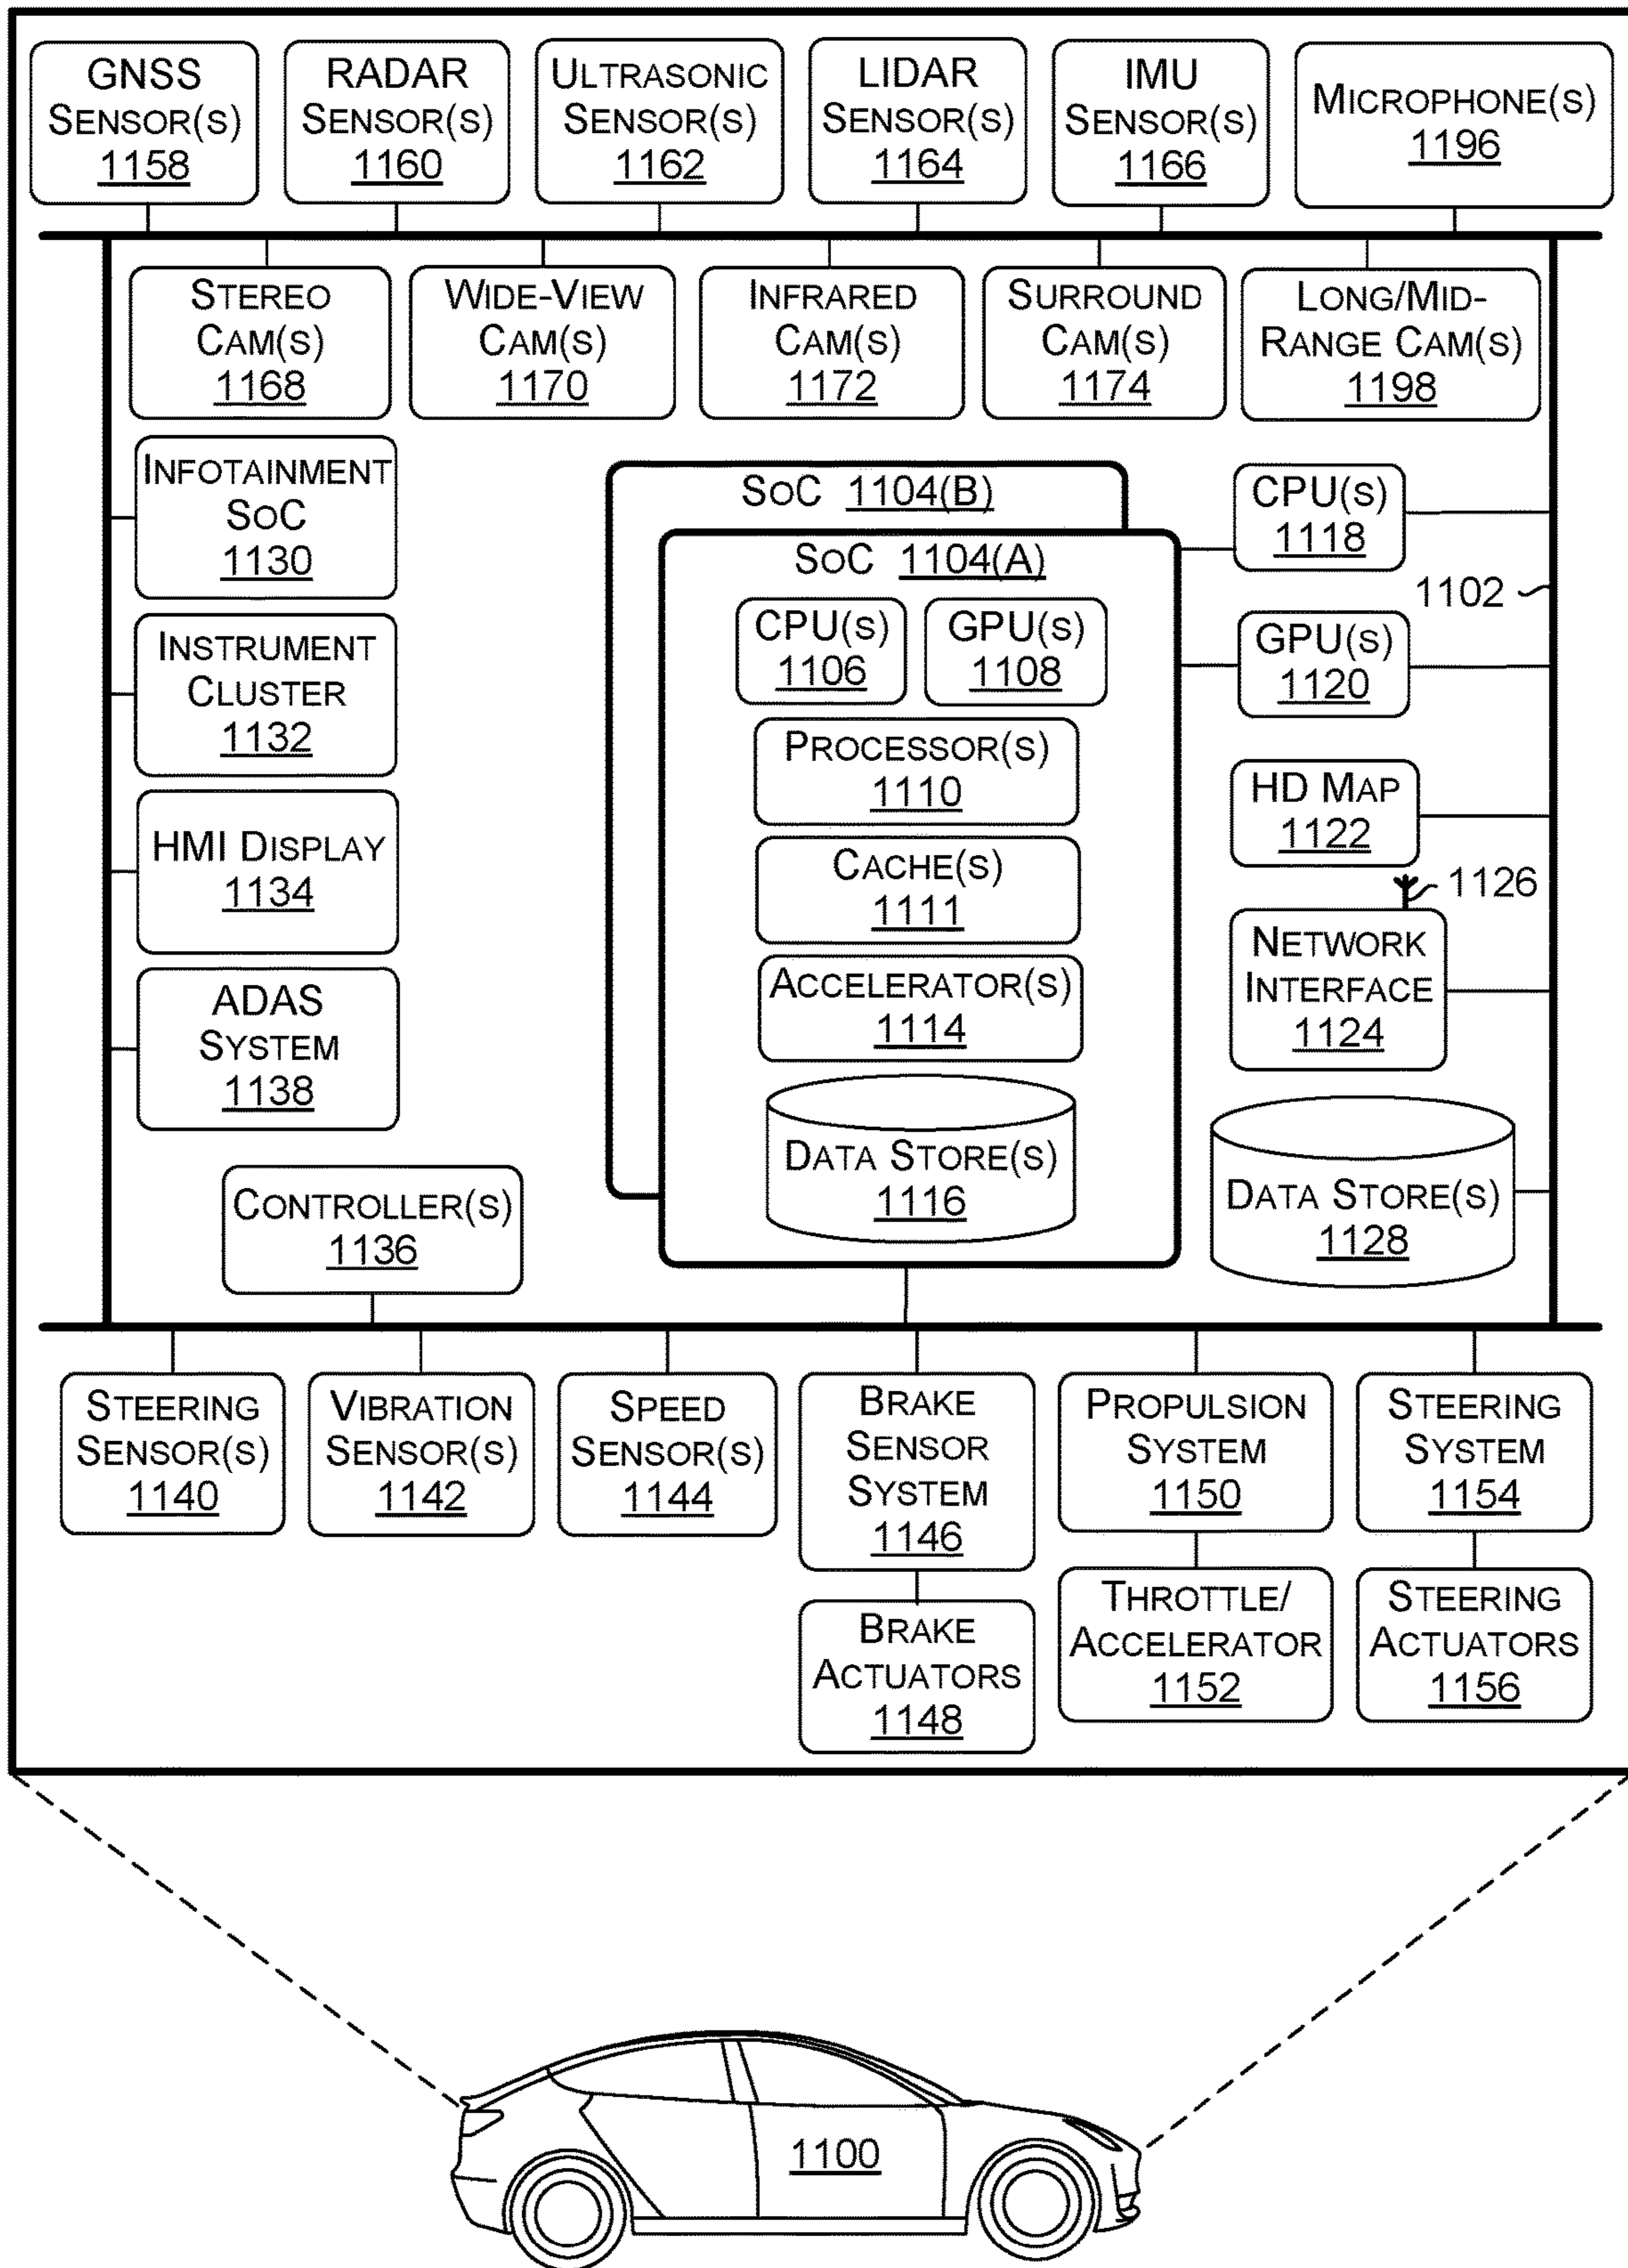 GNSS
SENSOR(S)
1158
RADAR
SENSOR(S)
1160
ULTRASONIC
SENSOR(S)
1162
LIDAR
SENSOR(S)
1164
IMU
SENSOR(S)
1166
MICROPHONE(S)
1196
STEREO
CAM(S)
1168
WIDE-VIEW
CAM(S)
1170
INFRARED
CAM(S)
1172
SURROUND
CAM(S)
1174
LONG/MID-
RANGE CAM(S)
1198
INFOTAINMENT
SOC
1130
INSTRUMENT
CLUSTER
1132
HMI DISPLAY
1134
ADAS
SYSTEM
1138
CONTROLLER(S)
1136
SOC 1104(B)
SOC 1104(A)
CPU(S)
1106
GPU(S)
1108
PROCESSOR(S)
1110
CACHE(S)
1111
ACCELERATOR(S)
1114
DATA STORE(S)
1116
CPU(S)
1118
1102
GPU(S)
1120
HD MAP
1122
1126
NETWORK
INTERFACE
1124
DATA STORE(S)
1128
STEERING
SENSOR(S)
1140
VIBRATION
SENSOR(S)
1142
SPEED
SENSOR(S)
1144
BRAKE
SENSOR
SYSTEM
1146
BRAKE
ACTUATORS
1148
PROPULSION
SYSTEM
1150
THROTTLE/
ACCELERATOR
1152
STEERING
SYSTEM
1154
STEERING
ACTUATORS
1156
1100